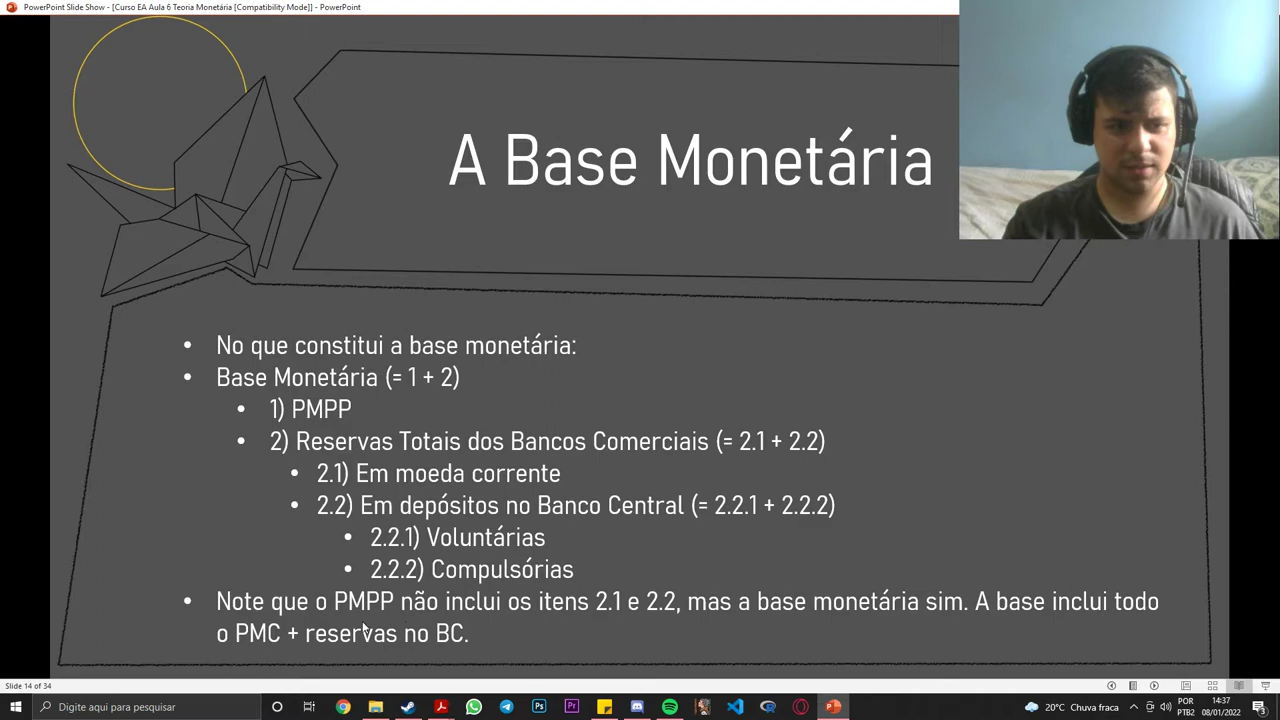 PowerPoint Slide Show - [Curso EA Aula 6 Teoria Monetária [Compatibility Mode]] - PowerPoint
A Base Monetária
• No que constitui a base monetária:
• Base Monetária (= 1 + 2)
• 1) PMPP
• 2) Reservas Totais dos Bancos Comerciais (= 2.1 + 2.2)
• 2.1) Em moeda corrente
• 2.2) Em depósitos no Banco Central (= 2.2.1 + 2.2.2)
• 2.2.1) Voluntárias
• 2.2.2) Compulsórias
• Note que o PMPP não inclui os itens 2.1 e 2.2, mas a base monetária sim. A base inclui todo
o PMC + reservas no BC.
Slide 14 of 34
Digite aqui para pesquisar
Ps
Pr
20°C Chuva fraca
POR
PTB2
14:37
08/01/2022
3